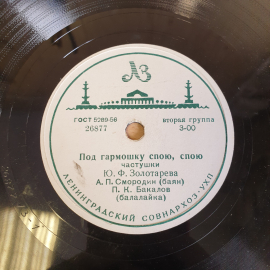 ЛЗ
ГОСТ 5289-56 вторая группа
26877 3-00
Под гармошку спою, спою
частушки
Ю. Ф. Золотарева
А. П. Смородин (баян)
П. К. Бакалов
(балалайка)
ЛЕНИНГРАДСКИЙ СОВНАРХОЗ-УХП